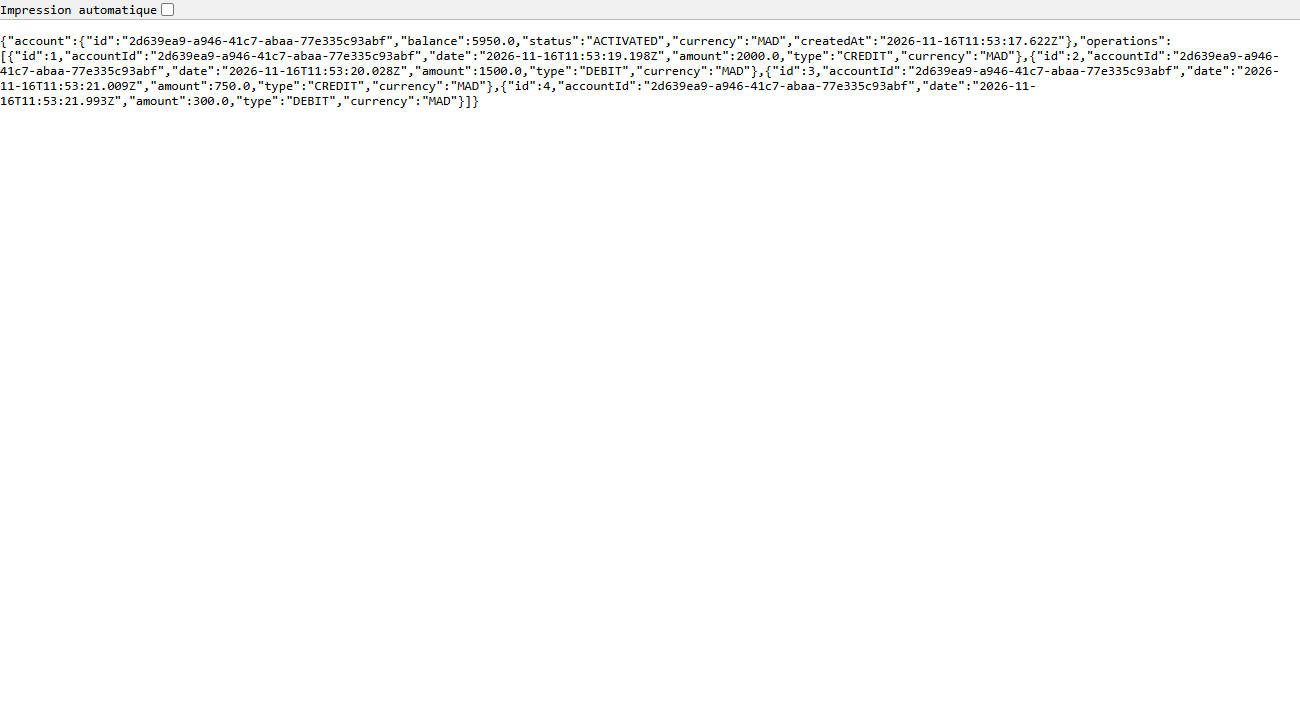 Impression automatique
{"account":{"id":"2d639ea9-a946-41c7-abaa-77e335c93abf","balance":5950.0,"status":"ACTIVATED","currency":"MAD","createdAt":"2026-11-16T11:53:17.622Z"},"operations":
[{"id":1,"accountId":"2d639ea9-a946-41c7-abaa-77e335c93abf","date":"2026-11-16T11:53:19.198Z","amount":2000.0,"type":"CREDIT","currency":"MAD"},{"id":2,"accountId":"2d639ea9-a946-
41c7-abaa-77e335c93abf","date":"2026-11-16T11:53:20.028Z","amount":1500.0,"type":"DEBIT","currency":"MAD"},{"id":3,"accountId":"2d639ea9-a946-41c7-abaa-77e335c93abf","date":"2026-
11-16T11:53:21.009Z","amount":750.0,"type":"CREDIT","currency":"MAD"},{"id":4,"accountId":"2d639ea9-a946-41c7-abaa-77e335c93abf","date":"2026-11-
16T11:53:21.993Z","amount":300.0,"type":"DEBIT","currency":"MAD"}]}